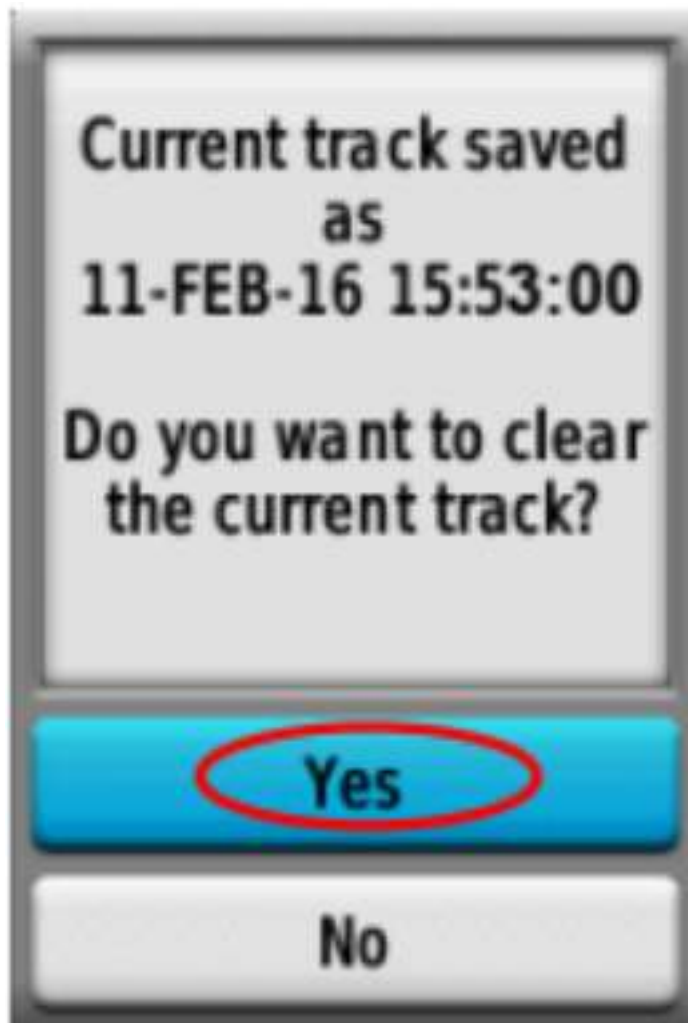 Current track saved
as
11-FEB-16 15:53:00
Do you want to clear
the current track?
Yes
No